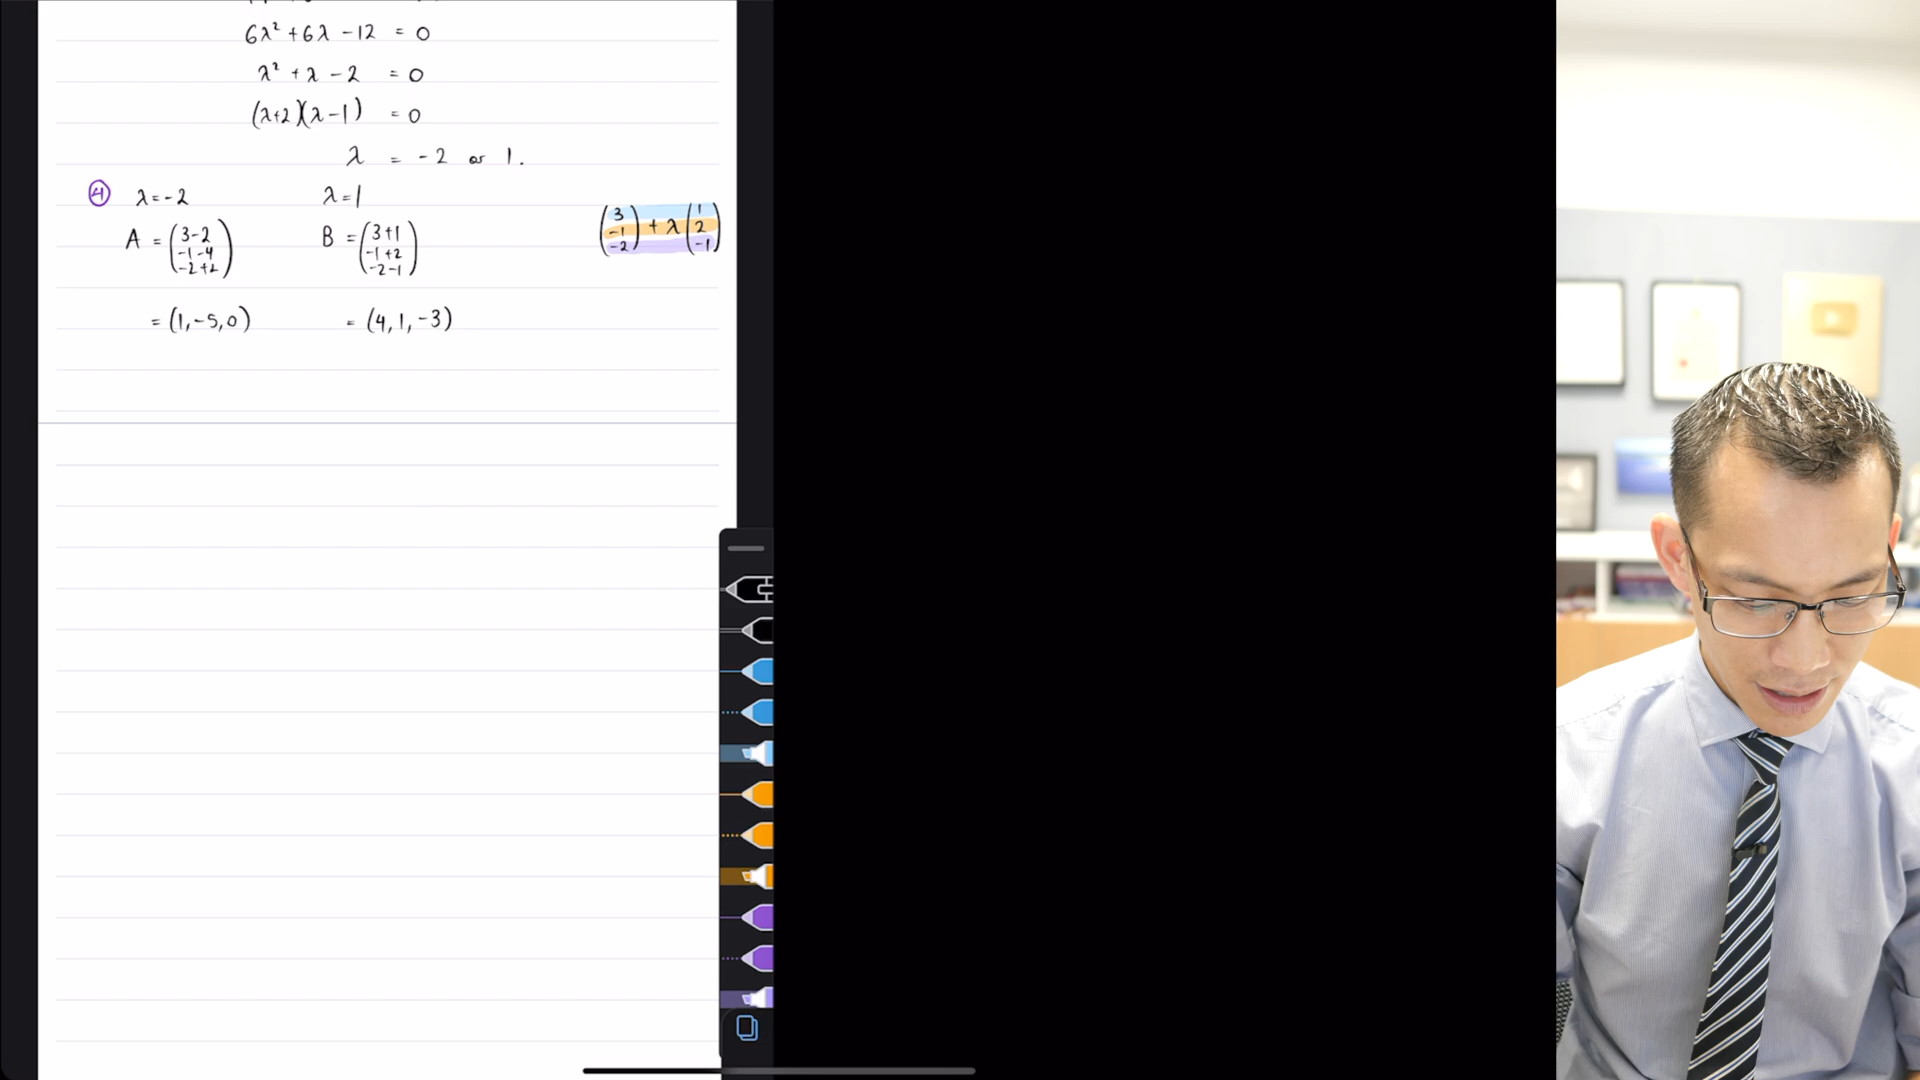 6λ² + 6λ - 12 = 0
λ² + λ - 2 = 0
(λ+2)(λ-1) = 0
λ = -2 or 1.
④ λ = -2 λ = 1
A = (3-2 -1-4 -2+2) B = (3+1 -1+2 -2-1) (3 -1 -2) + λ (1 2 -1)
= (1, -5, 0) = (4, 1, -3)